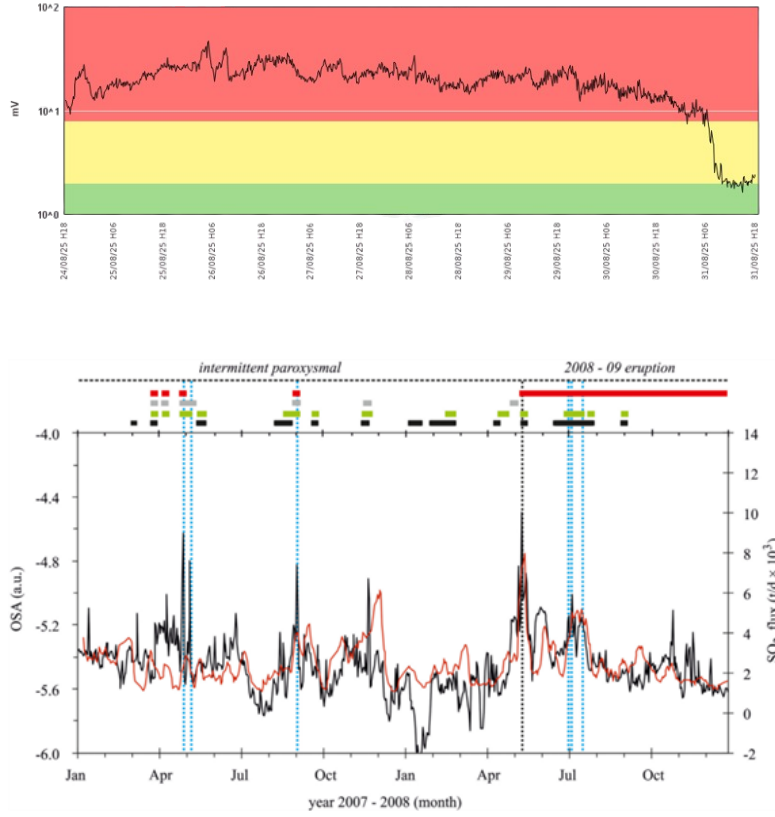 10^2
mV
10^1
10^0
24/08/25 H18
25/08/25 H06
25/08/25 H18
26/08/25 H06
26/08/25 H18
27/08/25 H06
27/08/25 H18
28/08/25 H06
28/08/25 H18
29/08/25 H06
29/08/25 H18
30/08/25 H06
30/08/25 H18
31/08/25 H06
31/08/25 H18
intermittent paroxysmal 2008 - 09 eruption
-4.0 14
12
-4.4
10
-4.8 8
OSA (a.u.)
6
-5.2 4
2
-5.6
0
-6.0 -2
flux (t/d × 10³)
Jan Apr Jul Oct Jan Apr Jul Oct
year 2007 - 2008 (month)